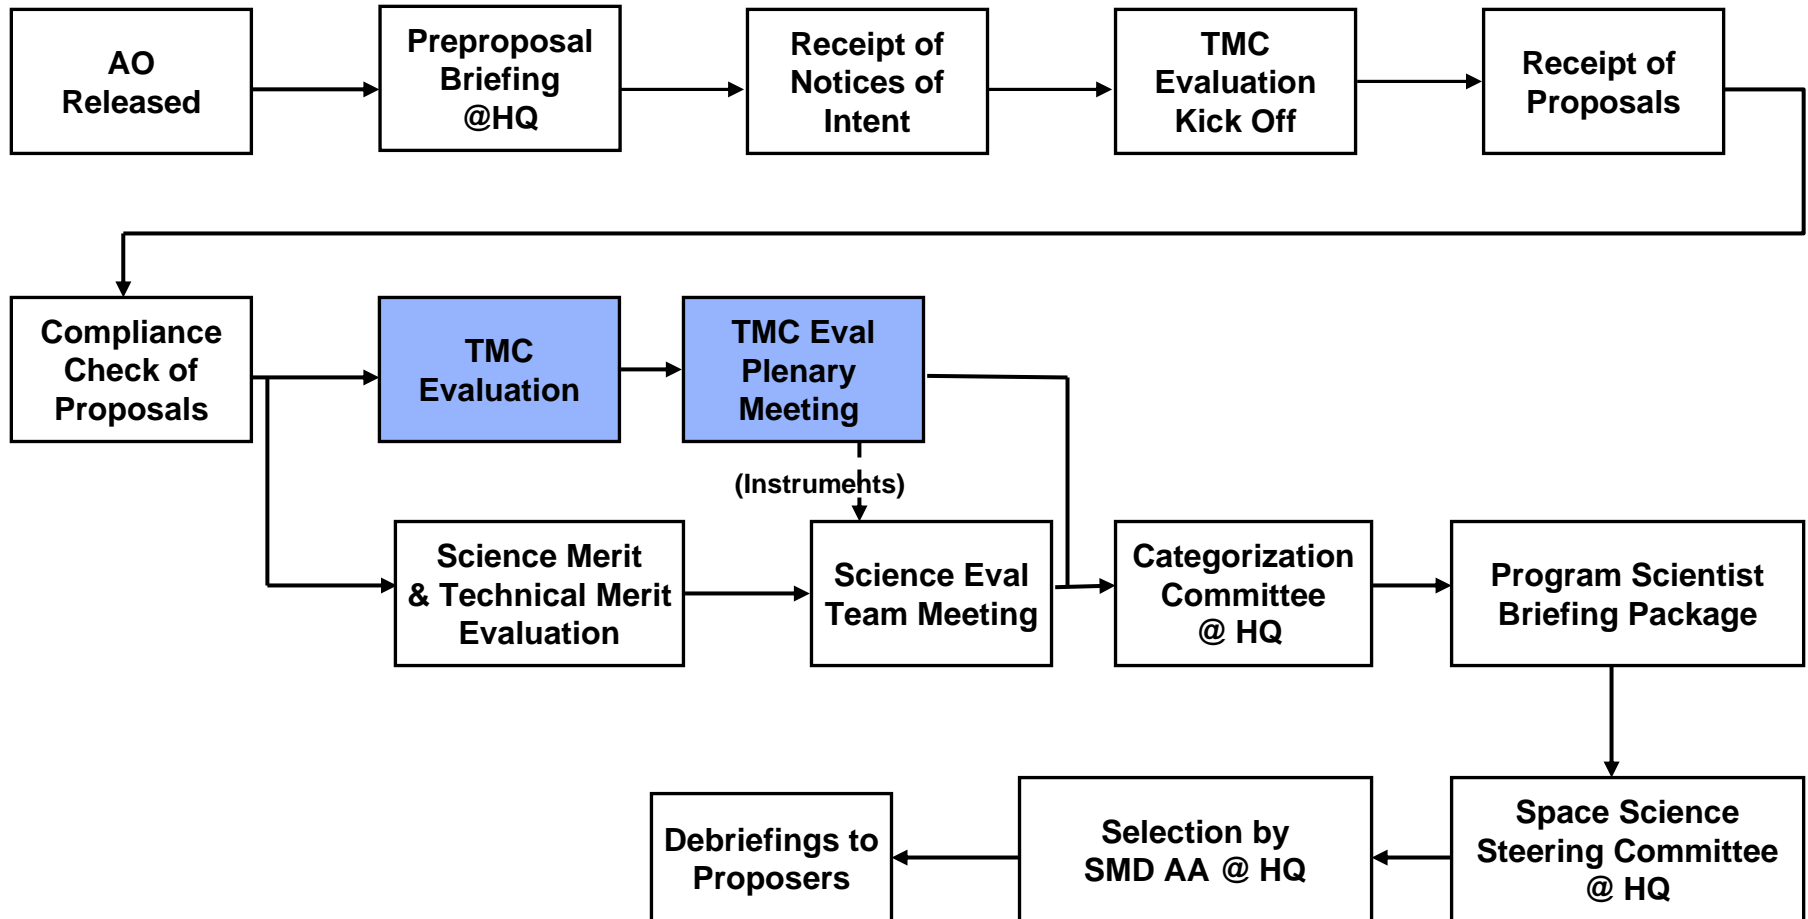 AO
Released
Preproposal
Briefing
@HQ
Receipt of
Notices of
Intent
TMC
Evaluation
Kick Off
Receipt of
Proposals
Compliance
Check of
Proposals
TMC
Evaluation
TMC Eval
Plenary
Meeting
(Instruments)
Science Merit
& Technical Merit
Evaluation
Science Eval
Team Meeting
Categorization
Committee
@ HQ
Program Scientist
Briefing Package
Debriefings to
Proposers
Selection by
SMD AA @ HQ
Space Science
Steering Committee
@ HQ